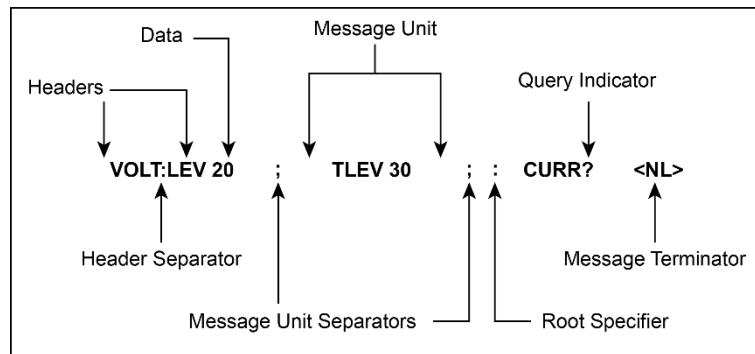 Message Unit
Data
Query Indicator
Headers
VOLT:LEV 20 ; TLEV 30 ; : CURR? <NL>
Header Separator
Message Terminator
Message Unit Separators
Root Specifier